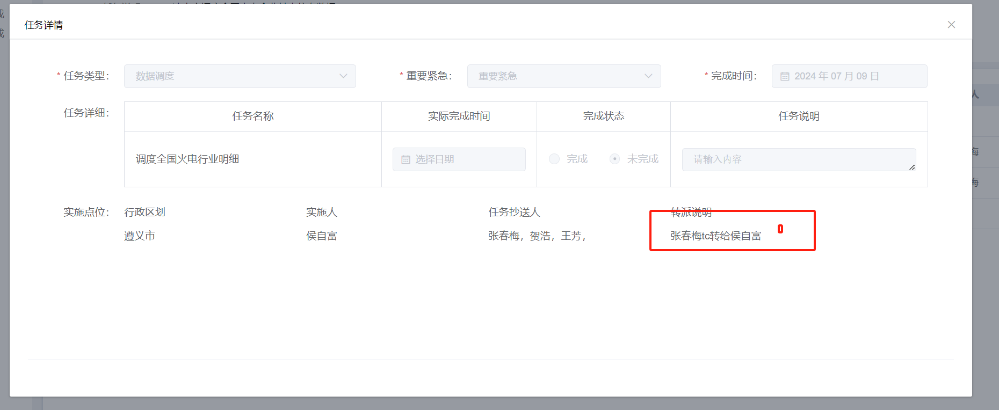 任务详情
* 任务类型： 数据调度 * 重要紧急： 重要紧急 * 完成时间： 2024 年 07 月 09 日
任务详细： 任务名称 实际完成时间 完成状态 任务说明
调度全国火电行业明细 选择日期 完成 未完成 请输入内容
实施点位： 行政区划 实施人 任务抄送人 转派说明
遵义市 侯自富 张春梅，贺浩，王芳， 张春梅tc转给侯自富
人
梅
梅